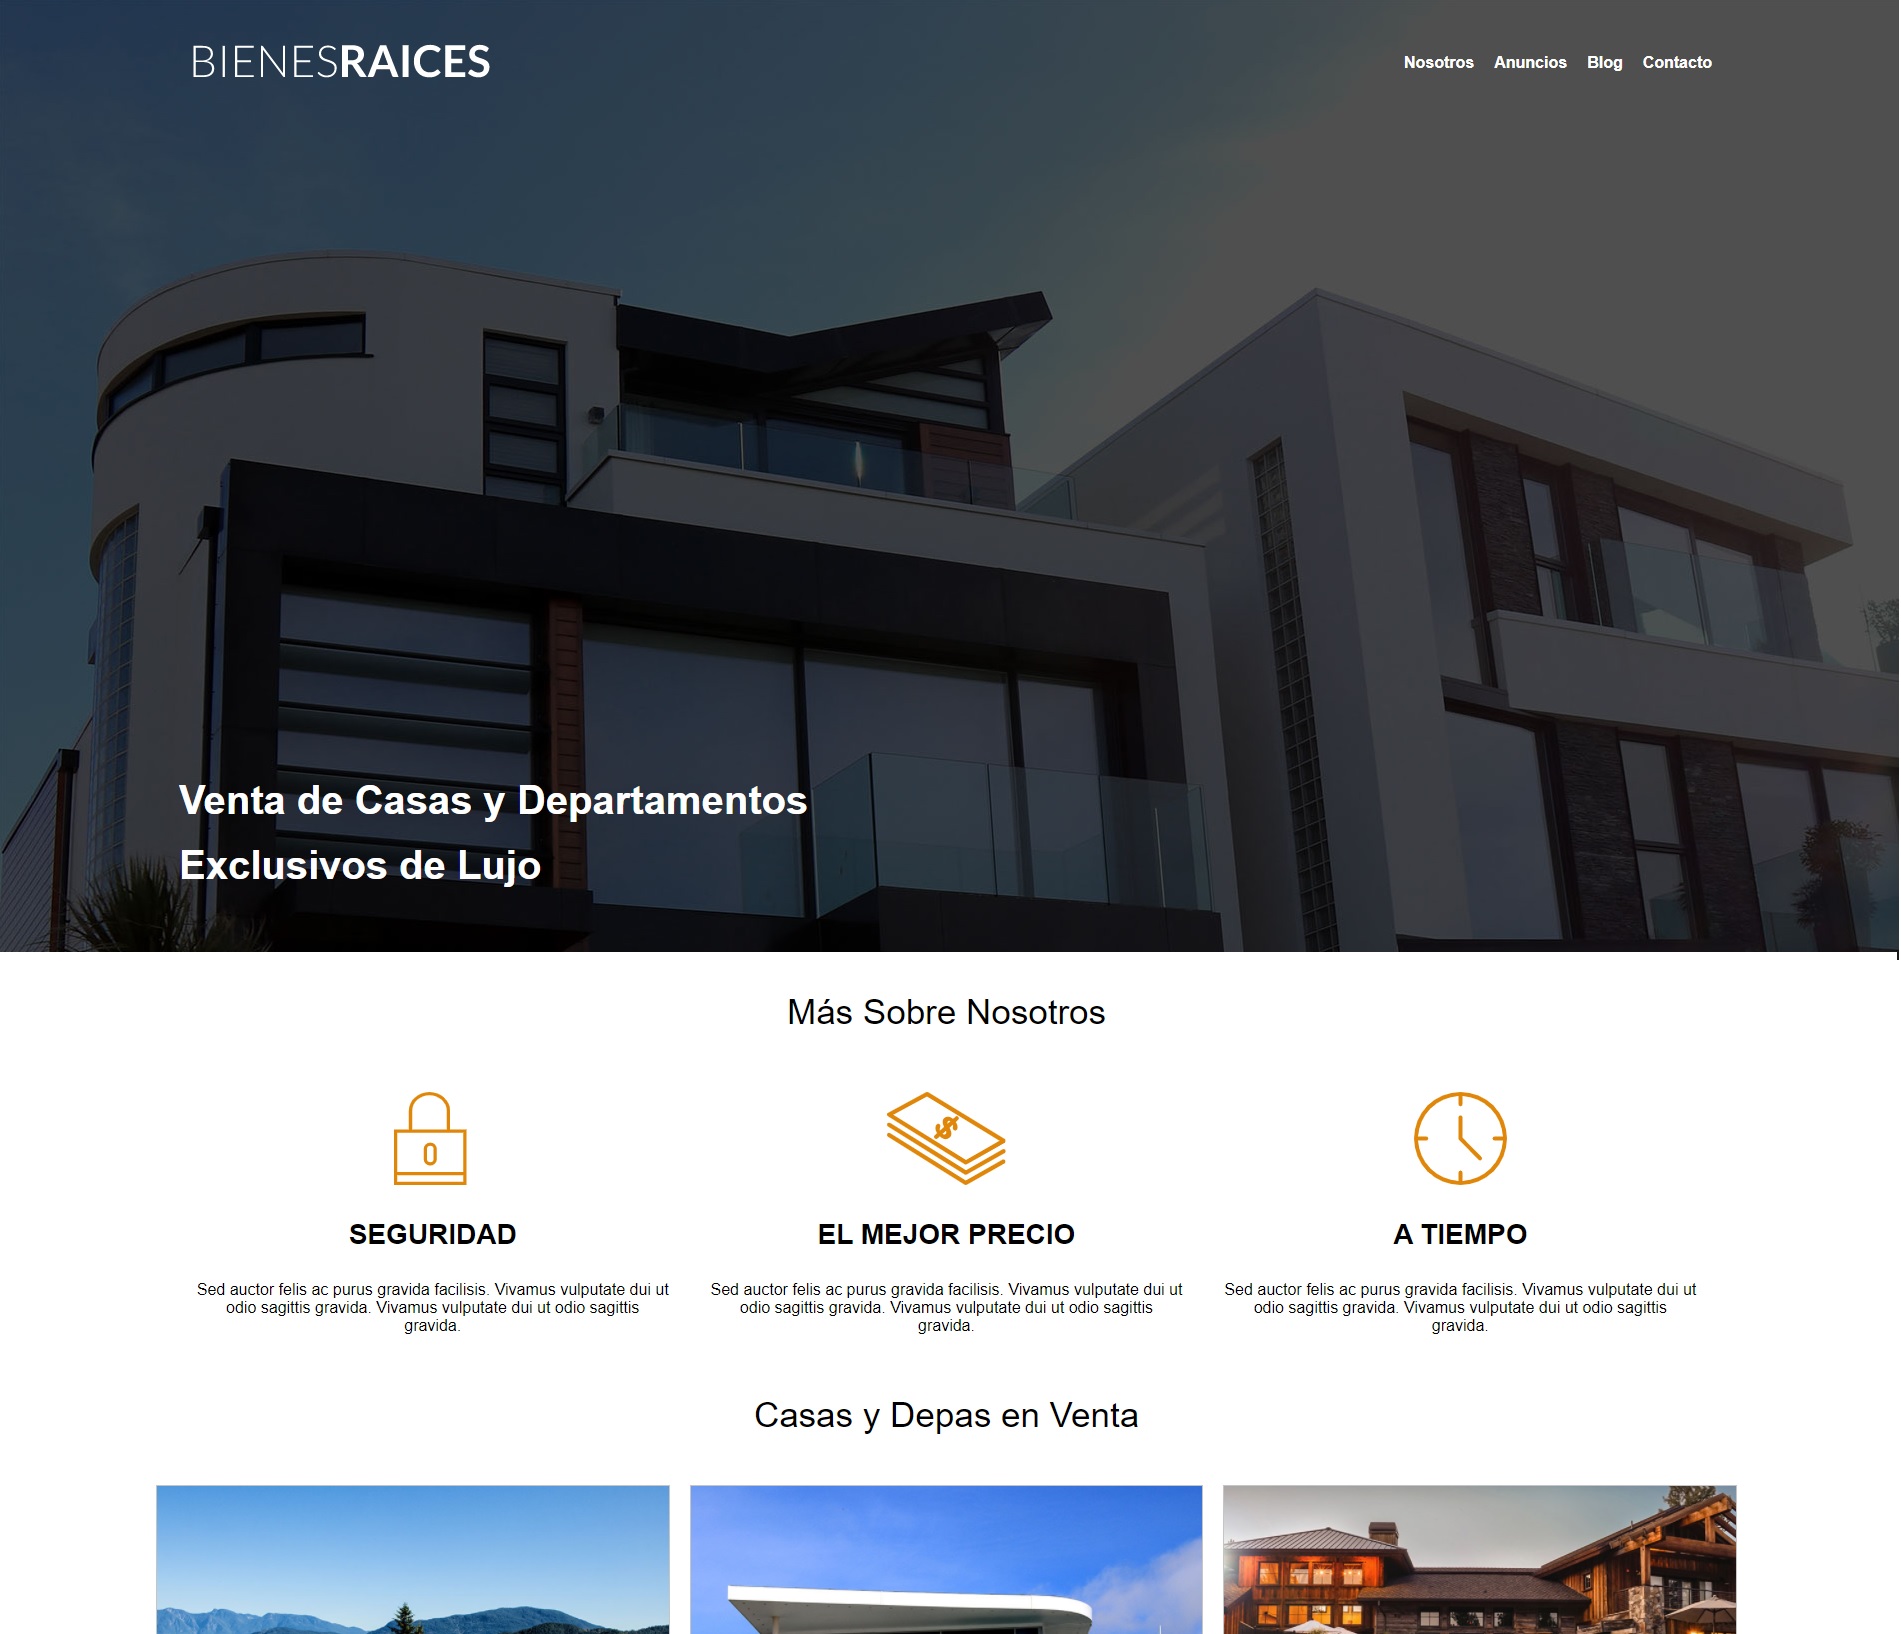 BIENESRAICES
Nosotros Anuncios Blog Contacto
Venta de Casas y Departamentos
Exclusivos de Lujo
Más Sobre Nosotros
SEGURIDAD
Sed auctor felis ac purus gravida facilisis. Vivamus vulputate dui ut
odio sagittis gravida. Vivamus vulputate dui ut odio sagittis
gravida.
EL MEJOR PRECIO
Sed auctor felis ac purus gravida facilisis. Vivamus vulputate dui ut
odio sagittis gravida. Vivamus vulputate dui ut odio sagittis
gravida.
A TIEMPO
Sed auctor felis ac purus gravida facilisis. Vivamus vulputate dui ut
odio sagittis gravida. Vivamus vulputate dui ut odio sagittis
gravida.
Casas y Depas en Venta